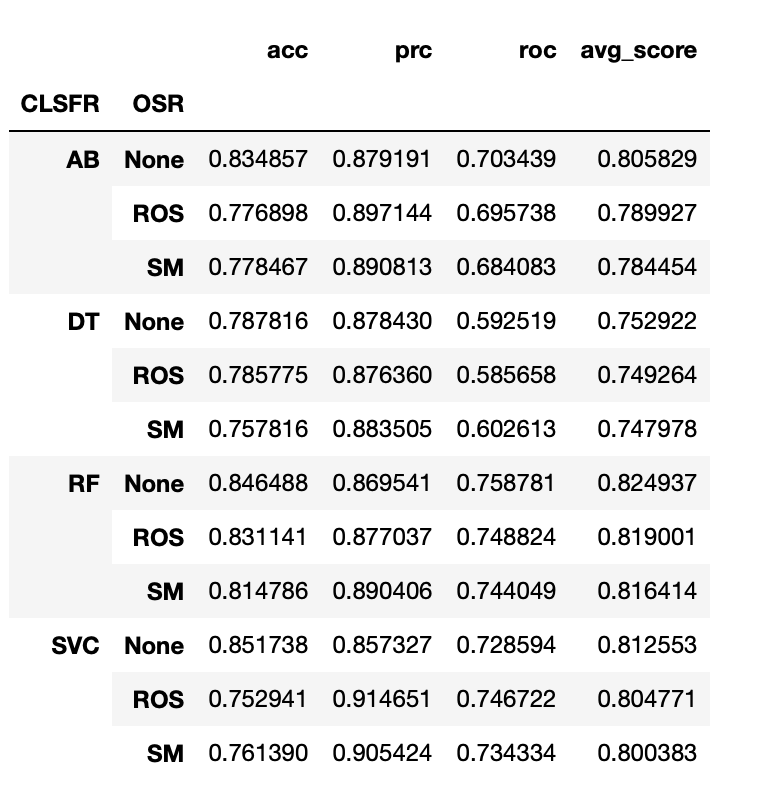 acc prc roc avg_score
CLSFR OSR
AB None 0.834857 0.879191 0.703439 0.805829
ROS 0.776898 0.897144 0.695738 0.789927
SM 0.778467 0.890813 0.684083 0.784454
DT None 0.787816 0.878430 0.592519 0.752922
ROS 0.785775 0.876360 0.585658 0.749264
SM 0.757816 0.883505 0.602613 0.747978
RF None 0.846488 0.869541 0.758781 0.824937
ROS 0.831141 0.877037 0.748824 0.819001
SM 0.814786 0.890406 0.744049 0.816414
SVC None 0.851738 0.857327 0.728594 0.812553
ROS 0.752941 0.914651 0.746722 0.804771
SM 0.761390 0.905424 0.734334 0.800383